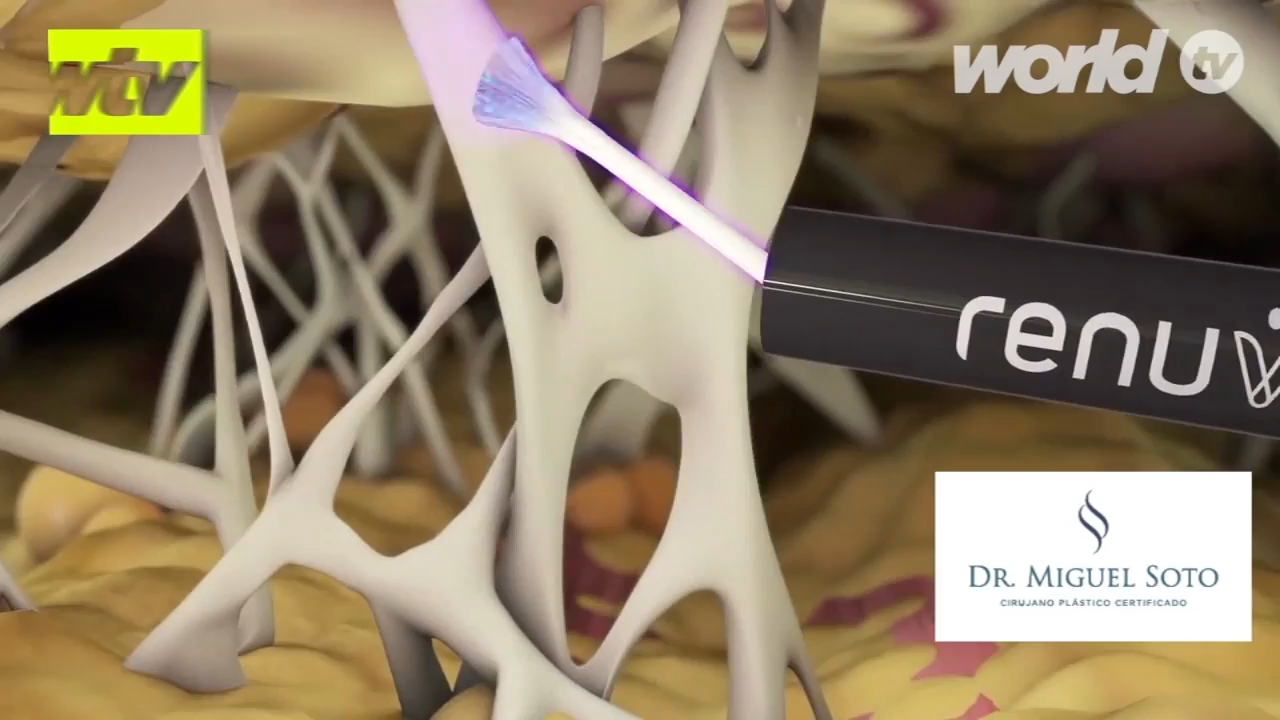 wtv
world tv
renu
DR. MIGUEL SOTO
CIRUJANO PLÁSTICO CERTIFICADO